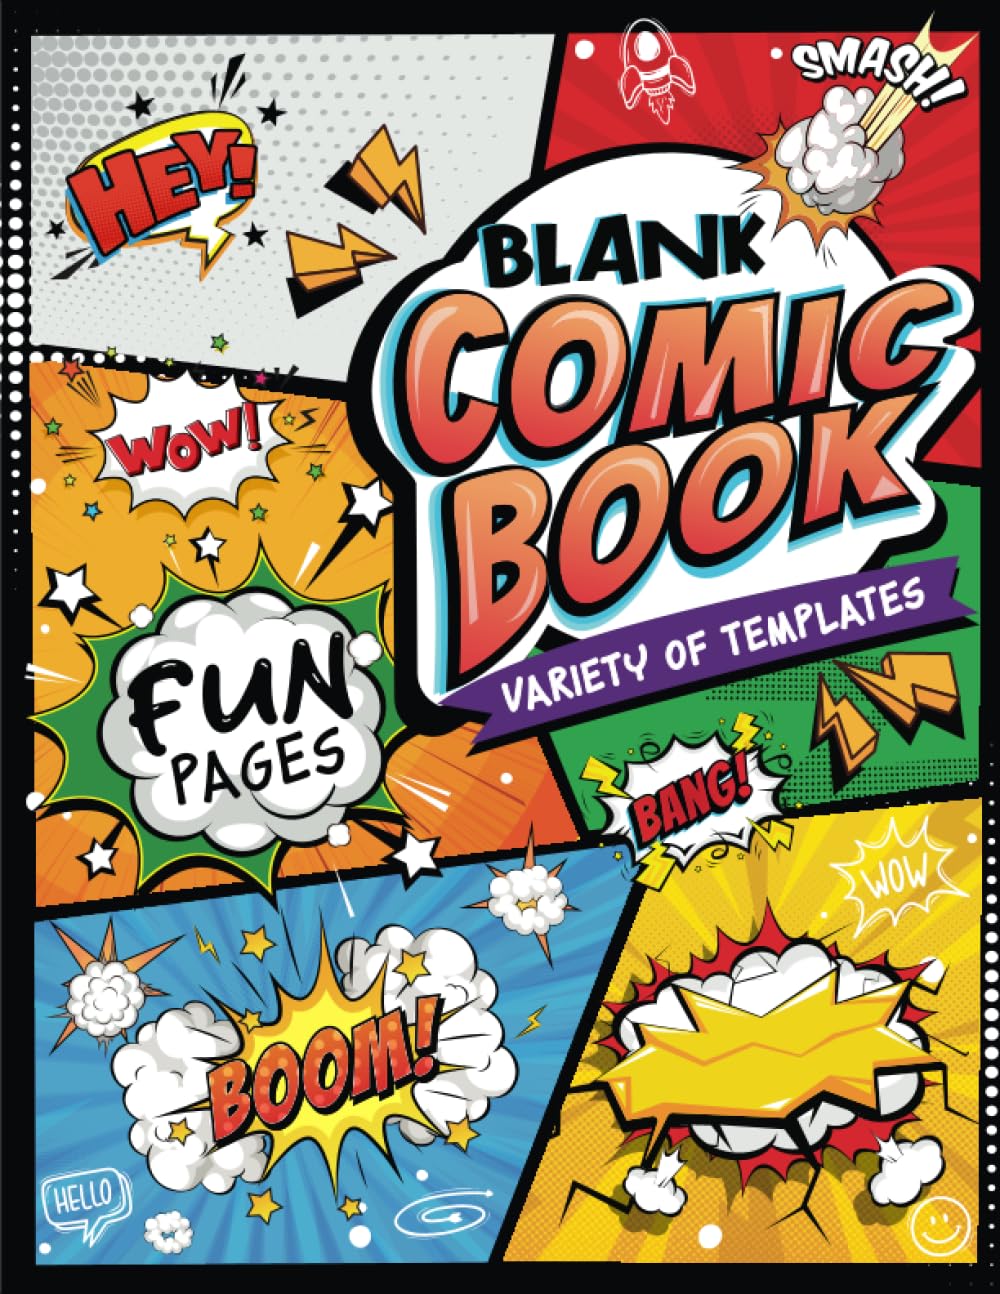 SMASH!
HEY!
BLANK
COMIC
BOOK
WOW!
VARIETY OF TEMPLATES
FUN
PAGES
BANG!
WOW
BOOM!
HELLO